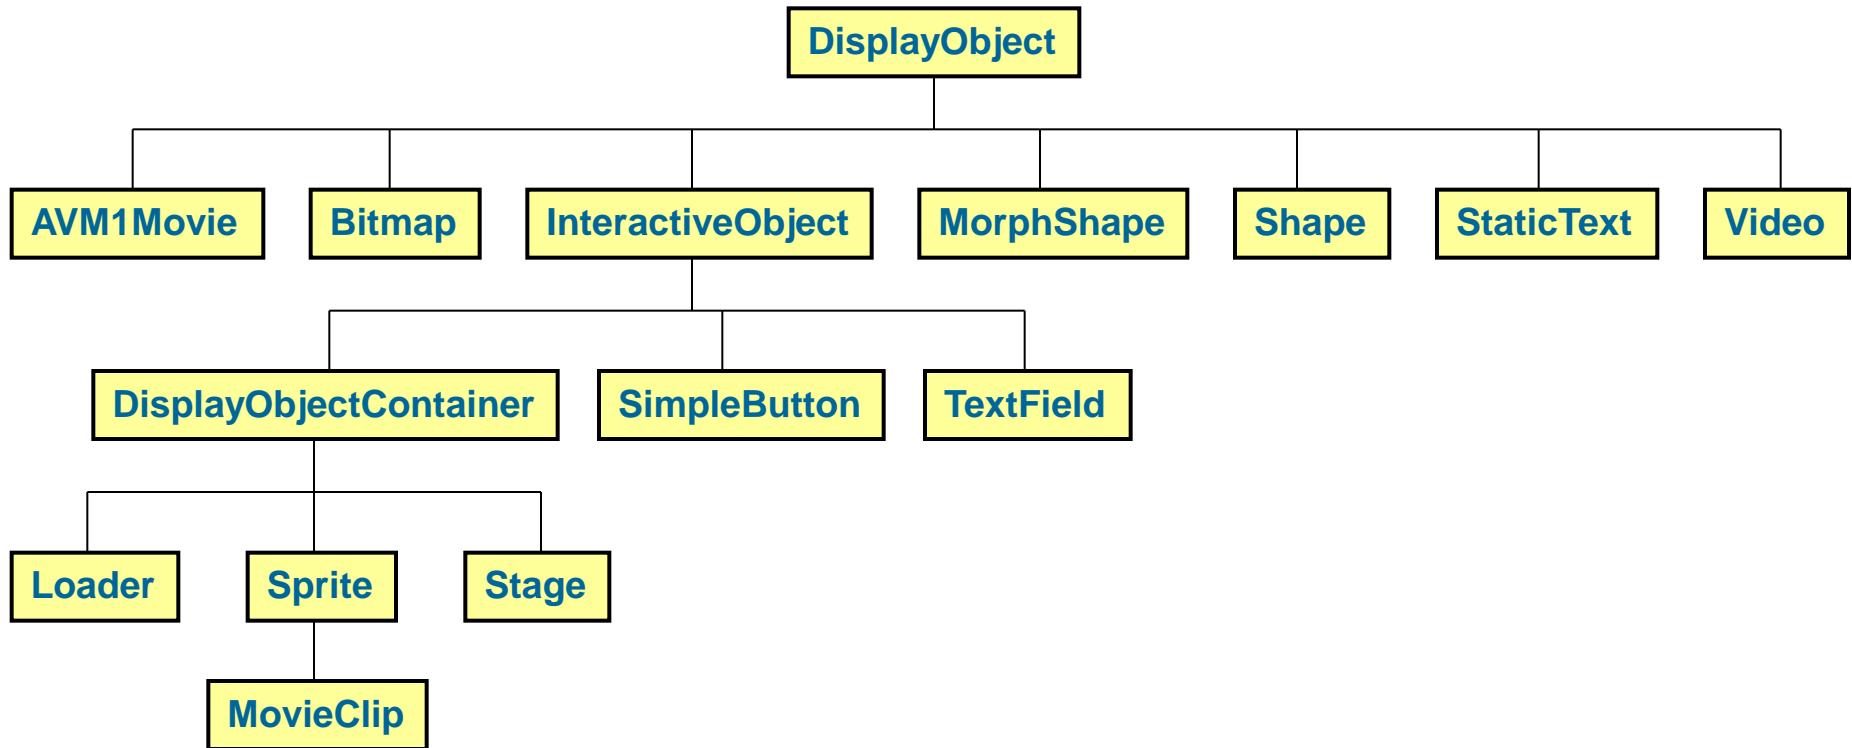 DisplayObject
AVM1Movie
Bitmap
InteractiveObject
MorphShape
Shape
StaticText
Video
DisplayObjectContainer
SimpleButton
TextField
Loader
Sprite
Stage
MovieClip